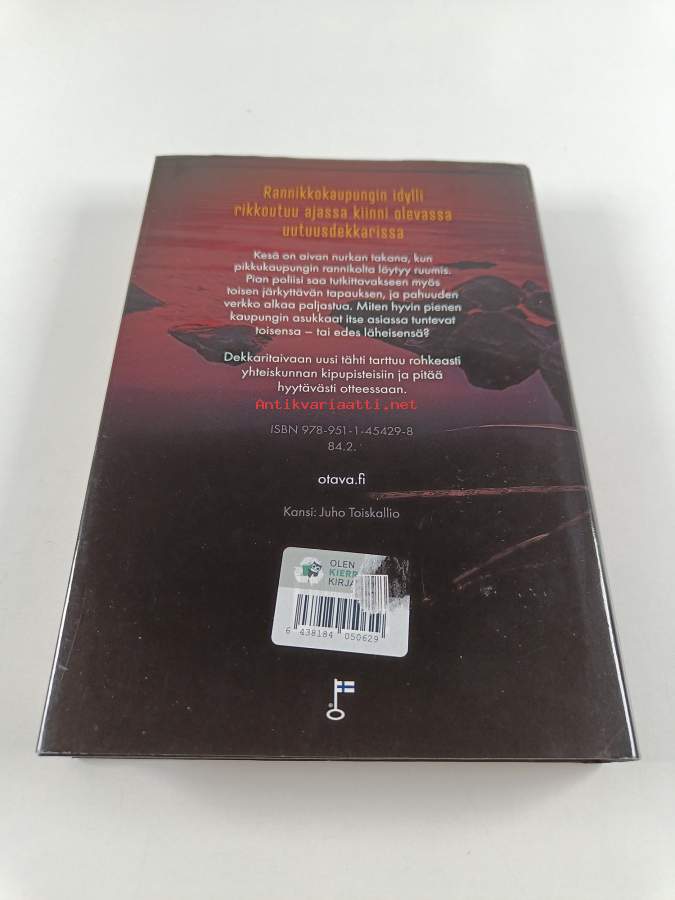 Rannikkokaupungin idylli
rikkoutuu ajassa kiinni olevassa
uutuusdekkarissa
Kesä on aivan nurkan takana, kun
pikkukaupungin rannikolta löytyy ruumis.
Pian poliisi saa tutkittavakseen myös
toisen järkyttävän tapauksen, ja pahuuden
verkko alkaa paljastua. Miten hyvin pienen
kaupungin asukkaat itse asiassa tuntevat
toisensa – tai edes läheisensä?
Dekkaritaivaan uusi tähti tarttuu rohkeasti
yhteiskunnan kipupisteisiin ja pitää
hyytävästi otteessaan.
Antikvariaatti.net
ISBN 978-951-1-45429-8
84.2.
otava.fi
Kansi: Juho Toiskallio
OLEN
KIERR
KIRJA
6 438184 050629